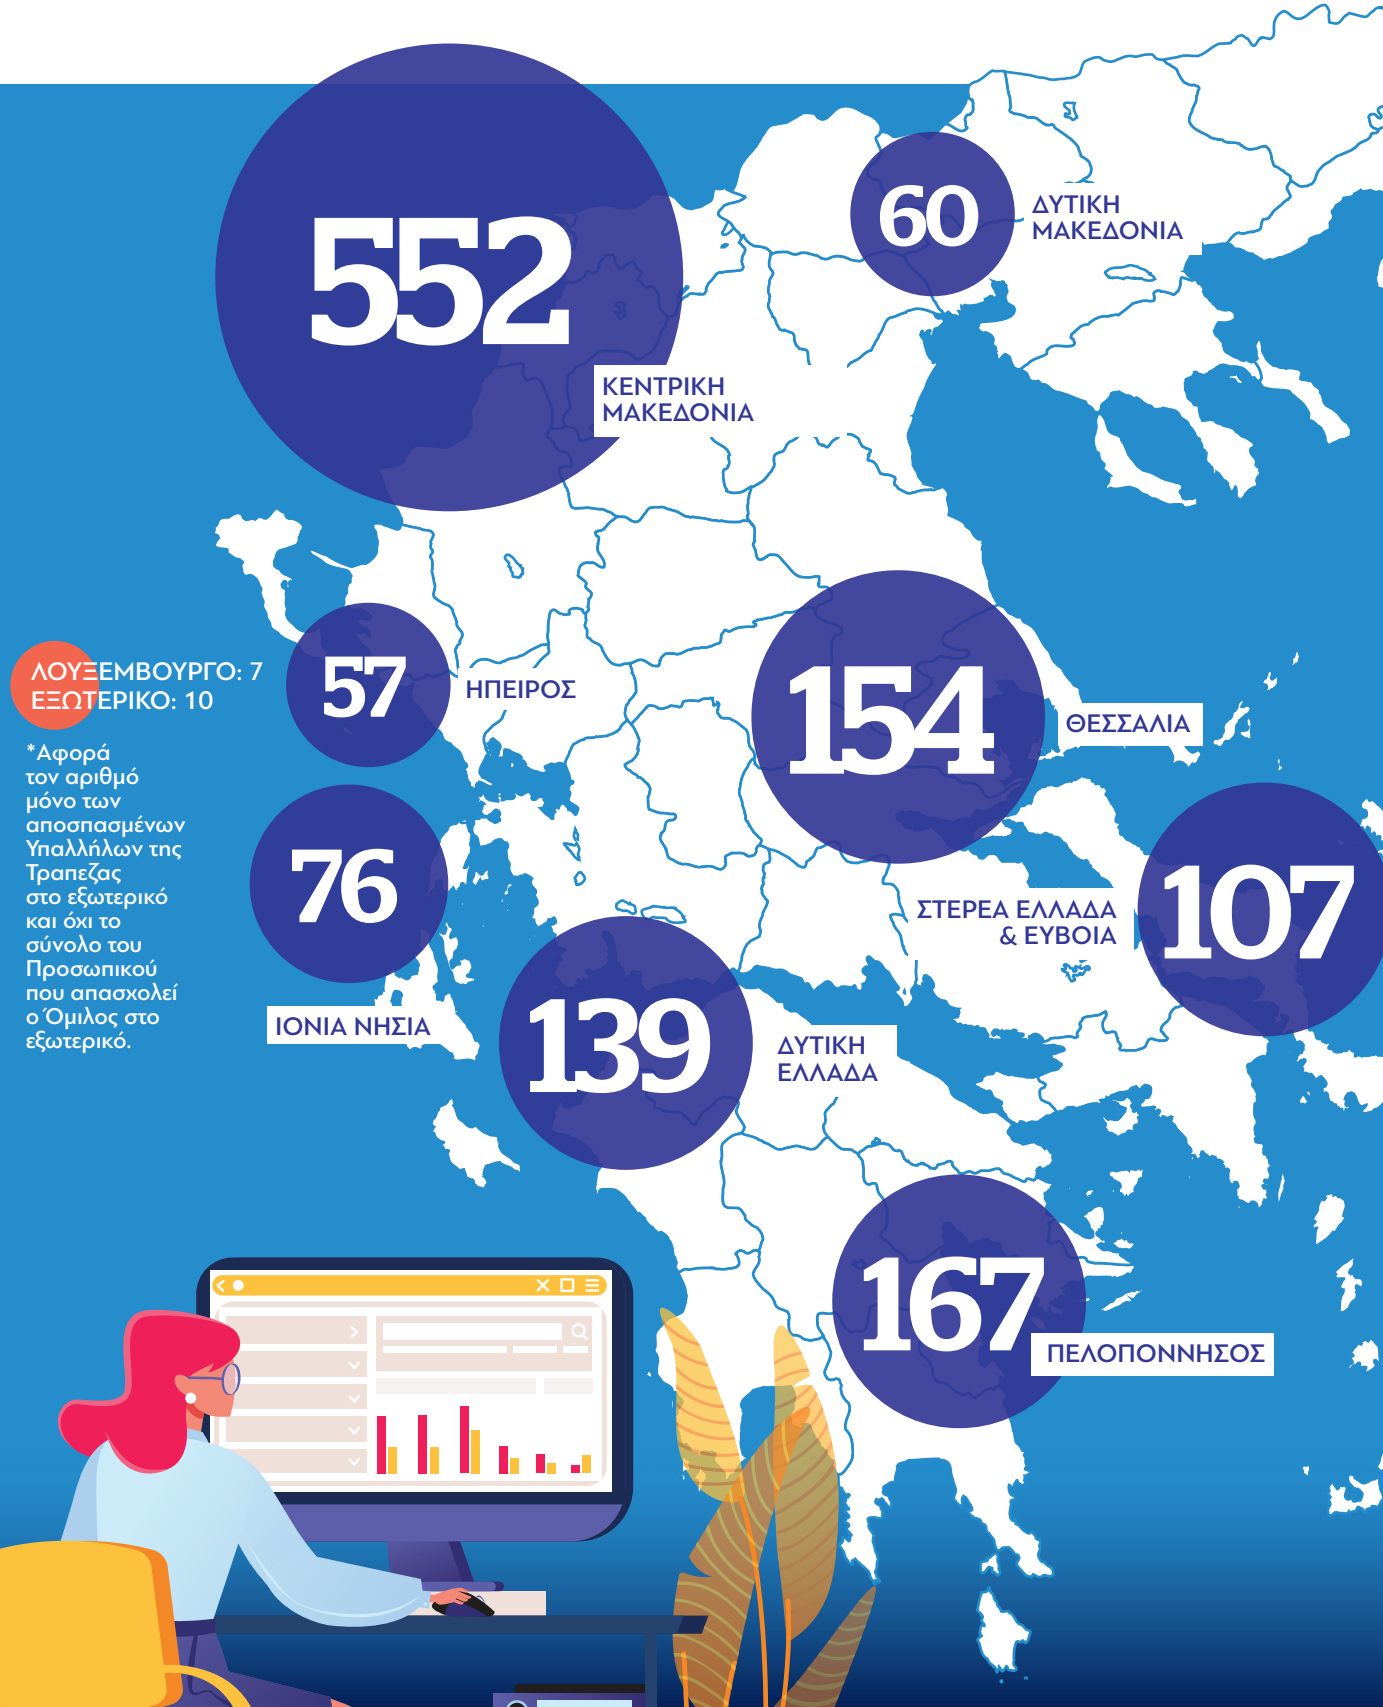 552
ΚΕΝΤΡΙΚΗ
ΜΑΚΕΔΟΝΙΑ
60
ΔΥΤΙΚΗ
ΜΑΚΕΔΟΝΙΑ
57
ΗΠΕΙΡΟΣ
154
ΘΕΣΣΑΛΙΑ
ΛΟΥΞΕΜΒΟΥΡΓΟ: 7
ΕΞΩΤΕΡΙΚΟ: 10
*Αφορά
τον αριθμό
μόνο των
αποσπασμένων
Υπαλλήλων της
Τραπεζας
στο εξωτερικό
και όχι το
σύνολο του
Προσωπικού
που απασχολεί
ο Όμιλος στο
εξωτερικό.
76
ΙΟΝΙΑ ΝΗΣΙΑ
107
ΣΤΕΡΕΑ ΕΛΛΑΔΑ
& ΕΥΒΟΙΑ
139
ΔΥΤΙΚΗ
ΕΛΛΑΔΑ
167
ΠΕΛΟΠΟΝΝΗΣΟΣ